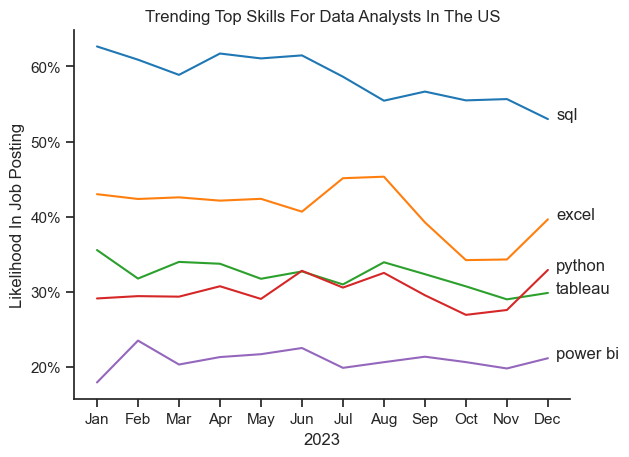 Trending Top Skills For Data Analysts In The US
Likelihood In Job Posting
60%
50%
40%
30%
20%
sql
excel
python
tableau
power bi
Jan Feb Mar Apr May Jun Jul Aug Sep Oct Nov Dec
2023